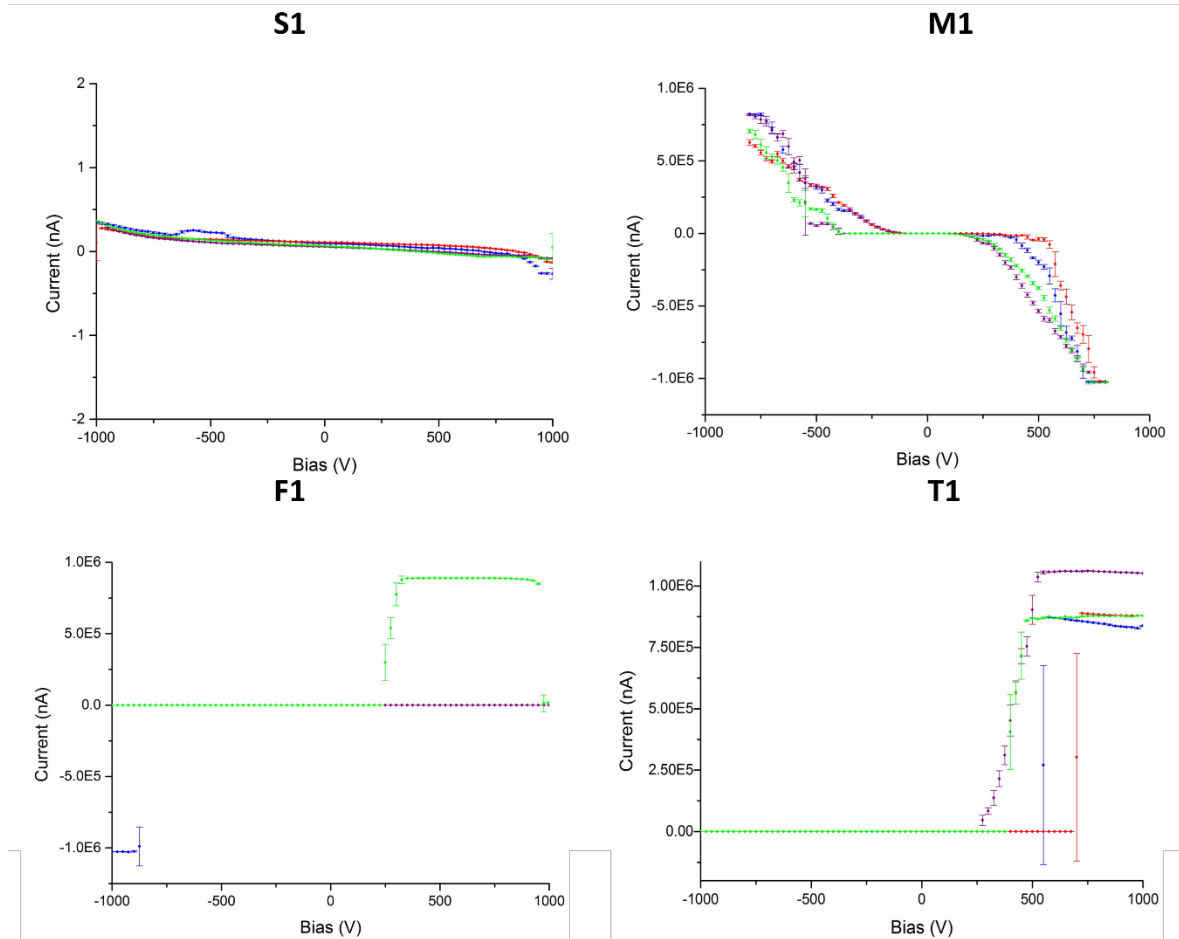 S1
M1
2
1
0
-1
-2
-1000
-500
0
500
1000
Current (nA)
Bias (V)
1.0E6
5.0E5
0.0
-5.0E5
-1.0E6
-1000
-500
0
500
1000
Current (nA)
Bias (V)
F1
T1
1.0E6
5.0E5
0.0
-5.0E5
-1.0E6
-1000
-500
0
500
1000
Current (nA)
Bias (V)
1.00E6
7.50E5
5.00E5
2.50E5
0.00
-1000
-500
0
500
1000
Current (nA)
Bias (V)